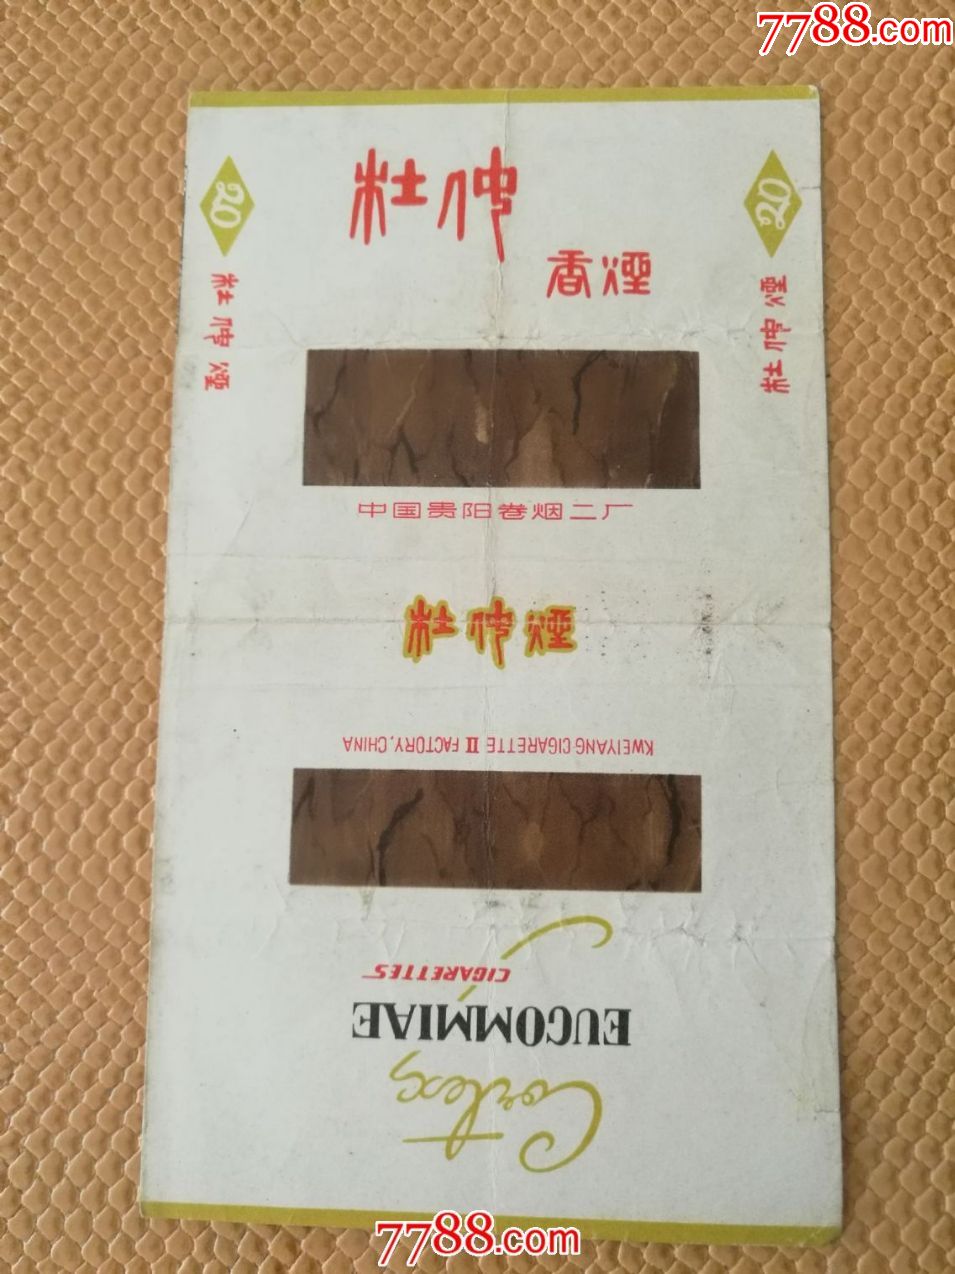 7788.com
杜仲
香煙
20
杜仲煙
20
杜仲煙
中国贵阳卷烟二厂
杜仲煙
KWEIYANG CIGARETTE II FACTORY, CHINA
Cortex
EUCOMMIAE
CIGARETTES
7788.com